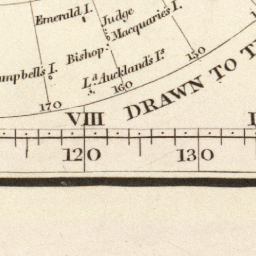 Emerald I.
Judge
Macquaries I.
Bishop
Campbells I.
Ld. Aucklands Is.
150
160
170
DRAWN TO T
VIII
120
130